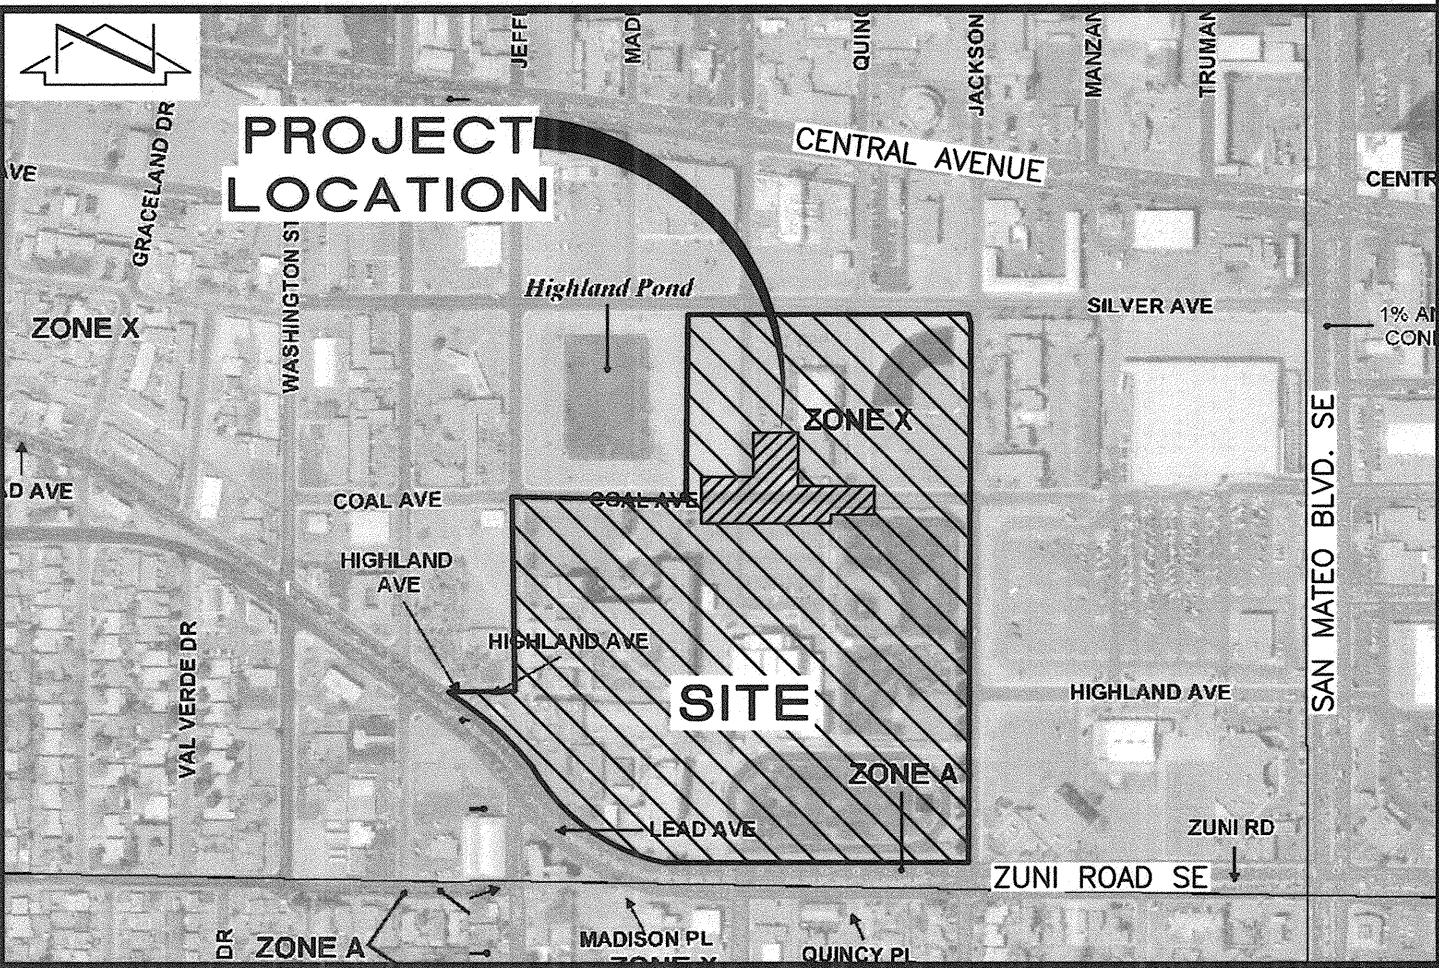 JEFF
MADI
QUINC
JACKSON
MANZAN
TRUMAN
GRACELAND DR
PROJECT
LOCATION
CENTRAL AVENUE
AVE
CENTR
WASHINGTON ST
Highland Pond
SILVER AVE
ZONE X
1% AN
CON
ZONE X
SAN MATEO BLVD. SE
AD AVE
COAL AVE
COAL AVE
HIGHLAND
AVE
VAL VERDE DR
HIGHLAND AVE
SITE
HIGHLAND AVE
ZONE A
LEAD AVE
ZUNI RD
ZUNI ROAD SE
DR
ZONE A
MADISON PL
ZONE X
QUINCY PL